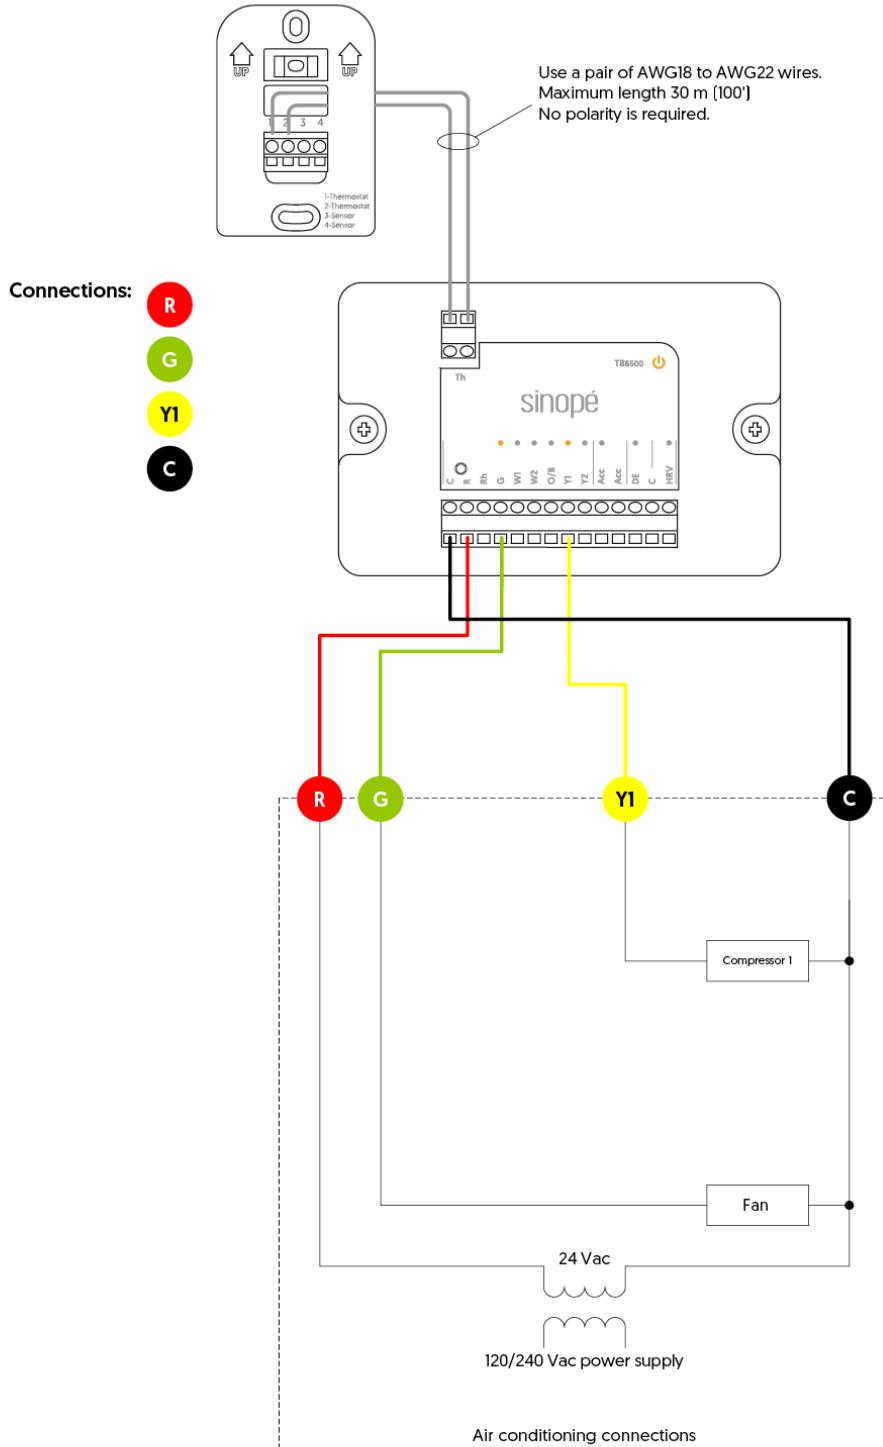 UP
UP
1 2 3 4
1-Thermostat
2-Thermostat
3-Sensor
4-Sensor
Use a pair of AWG18 to AWG22 wires.
Maximum length 30 m (100')
No polarity is required.
Connections:
R
G
Y1
C
Th
TB6500
sinopé
C R Rh G W1 W2 O/B Y1 Y2 Acc Acc DE C HRV
R G Y1 C
Compressor 1
Fan
24 Vac
120/240 Vac power supply
Air conditioning connections